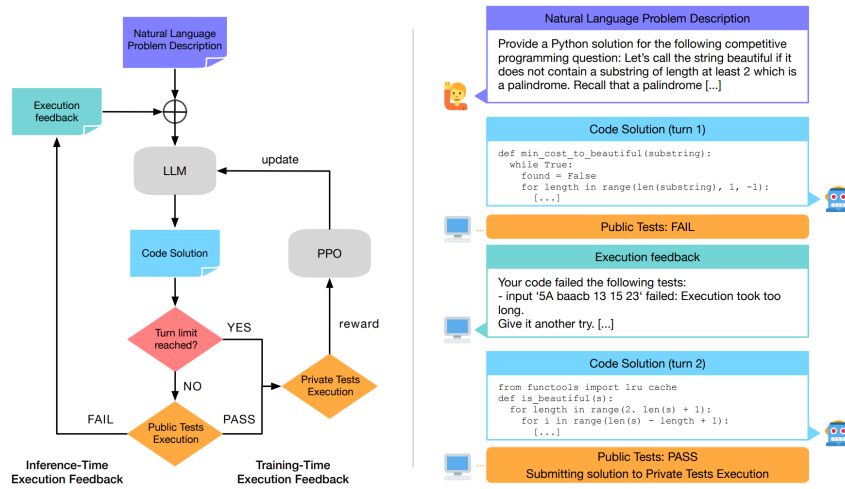 Natural Language
Problem Description
Execution
feedback
LLM
update
Code Solution
PPO
Turn limit
reached?
YES
reward
NO
Private Tests
Execution
FAIL
Public Tests
Execution
PASS
Inference-Time
Execution Feedback
Training-Time
Execution Feedback
Natural Language Problem Description
Provide a Python solution for the following competitive
programming question: Let's call the string beautiful if it
does not contain a substring of length at least 2 which is
a palindrome. Recall that a palindrome [...]
Code Solution (turn 1)
def min_cost_to_beautiful(substring):
while True:
found = False
for length in range(len(substring), 1, -1):
[...]
Public Tests: FAIL
Execution feedback
Your code failed the following tests:
- input '5A baacb 13 15 23' failed: Execution took too
long.
Give it another try. [...]
Code Solution (turn 2)
from functools import lru cache
def is_beautiful(s):
for length in range(2. len(s) + 1):
for i in range(len(s) - length + 1):
[...]
Public Tests: PASS
Submitting solution to Private Tests Execution